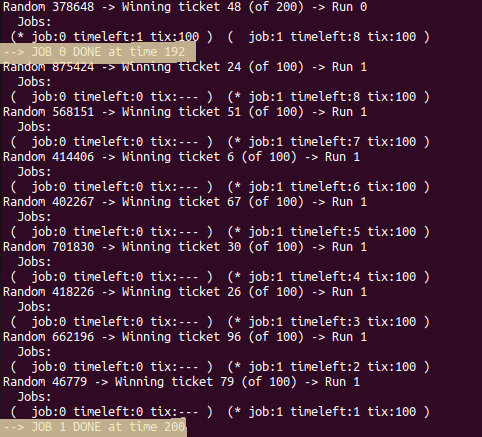 Random 378648 -> Winning ticket 48 (of 200) -> Run 0
Jobs:
(* job:0 timeleft:1 tix:100 ) ( job:1 timeleft:8 tix:100 )
--> JOB 0 DONE at time 192
Random 875424 -> Winning ticket 24 (of 100) -> Run 1
Jobs:
( job:0 timeleft:0 tix:--- ) (* job:1 timeleft:8 tix:100 )
Random 568151 -> Winning ticket 51 (of 100) -> Run 1
Jobs:
( job:0 timeleft:0 tix:--- ) (* job:1 timeleft:7 tix:100 )
Random 414406 -> Winning ticket 6 (of 100) -> Run 1
Jobs:
( job:0 timeleft:0 tix:--- ) (* job:1 timeleft:6 tix:100 )
Random 402267 -> Winning ticket 67 (of 100) -> Run 1
Jobs:
( job:0 timeleft:0 tix:--- ) (* job:1 timeleft:5 tix:100 )
Random 701830 -> Winning ticket 30 (of 100) -> Run 1
Jobs:
( job:0 timeleft:0 tix:--- ) (* job:1 timeleft:4 tix:100 )
Random 418226 -> Winning ticket 26 (of 100) -> Run 1
Jobs:
( job:0 timeleft:0 tix:--- ) (* job:1 timeleft:3 tix:100 )
Random 662196 -> Winning ticket 96 (of 100) -> Run 1
Jobs:
( job:0 timeleft:0 tix:--- ) (* job:1 timeleft:2 tix:100 )
Random 46779 -> Winning ticket 79 (of 100) -> Run 1
Jobs:
( job:0 timeleft:0 tix:--- ) (* job:1 timeleft:1 tix:100 )
--> JOB 1 DONE at time 200